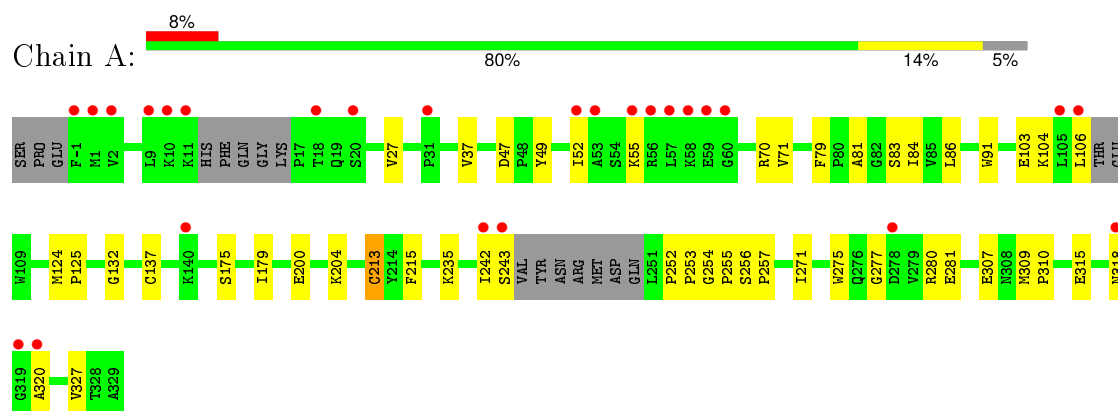 8%
Chain A:
80% 14% 5%
SER PRO GLU F-1 M1 V2 L9 K10 K11 HIS PHE GLN GLY LYS P17 T18 Q19 S20 V27 P31 V37 D47 P48 Y49 I52 A53 S54 K55 R56 L57 K58 E59 G60 R70 V71 F79 P80 A81 G82 S83 I84 V85 L86 W91 E103 K104 L105 L106 THR GLU
W109 M124 P125 G132 C137 K140 S175 I179 E200 K204 C213 Y214 F215 K235 I242 S243 VAL TYR ASN ARG MET ASP GLN L251 P252 P253 G254 P255 S256 P257 I271 W275 Q276 G277 D278 V279 R280 E281 E307 N308 M309 P310 E315 N318
G319 A320 V327 T328 A329